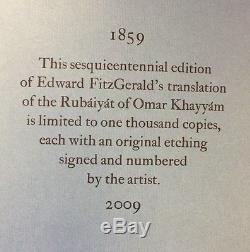 1859
This sesquicentennial edition
of Edward FitzGerald's translation
of the Rubáiyát of Omar Khayyám
is limited to one thousand copies,
each with an original etching
signed and numbered
by the artist.
2009